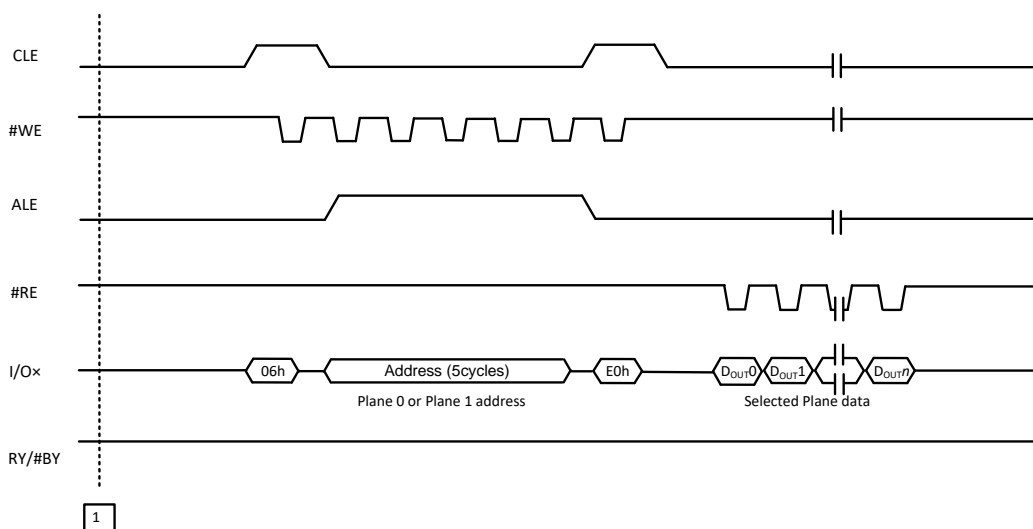 CLE
#WE
ALE
#RE
I/O×
06h
Address (5cycles)
E0h
DOUT0
DOUT1
DOUTn
Plane 0 or Plane 1 address
Selected Plane data
RY/#BY
1